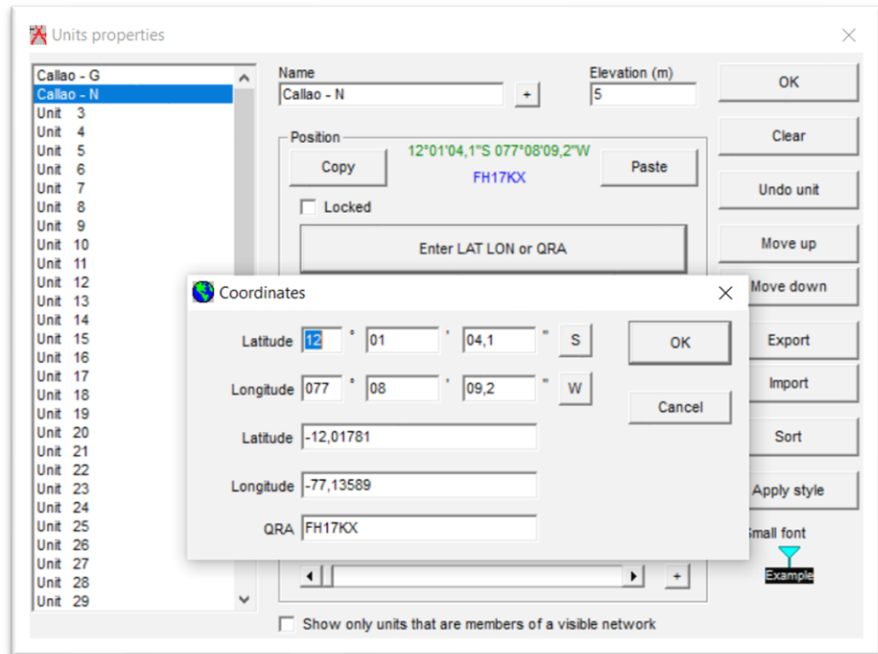 Units properties
Callao - G
Callao - N
Unit 3
Unit 4
Unit 5
Unit 6
Unit 7
Unit 8
Unit 9
Unit 10
Unit 11
Unit 12
Unit 13
Unit 14
Unit 15
Unit 16
Unit 17
Unit 18
Unit 19
Unit 20
Unit 21
Unit 22
Unit 23
Unit 24
Unit 25
Unit 26
Unit 27
Unit 28
Unit 29
Name
Callao - N
+
Elevation (m)
5
Position
Copy
12°01'04,1"S 077°08'09,2"W
FH17KX
Paste
Locked
Enter LAT LON or QRA
OK
Clear
Undo unit
Move up
Move down
Export
Import
Sort
Apply style
Small font
Example
Coordinates
Latitude 12 ° 01 ' 04,1 " S
Longitude 077 ° 08 ' 09,2 " W
Latitude -12,01781
Longitude -77,13589
QRA FH17KX
OK
Cancel
+
Show only units that are members of a visible network